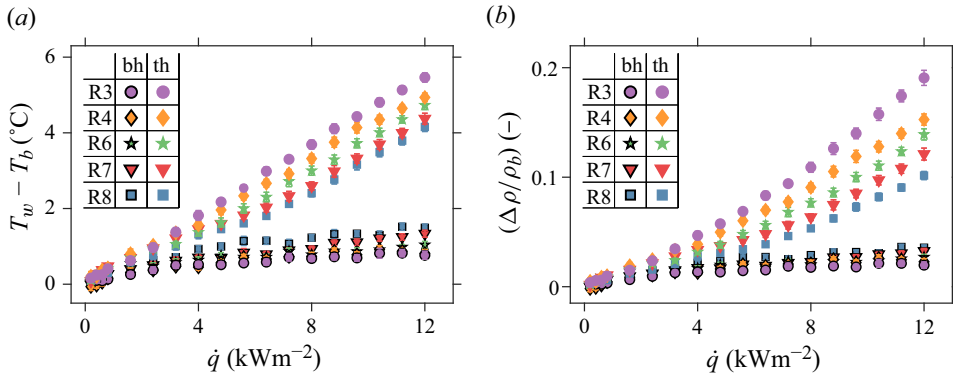 (a)
(b)
6
4
2
0
T_w − T_b (°C)
bh th
R3
R4
R6
R7
R8
0 4 8 12
q̇ (kWm⁻²)
0.2
0.1
0
(Δρ/ρ_b) (−)
bh th
R3
R4
R6
R7
R8
0 4 8 12
q̇ (kWm⁻²)